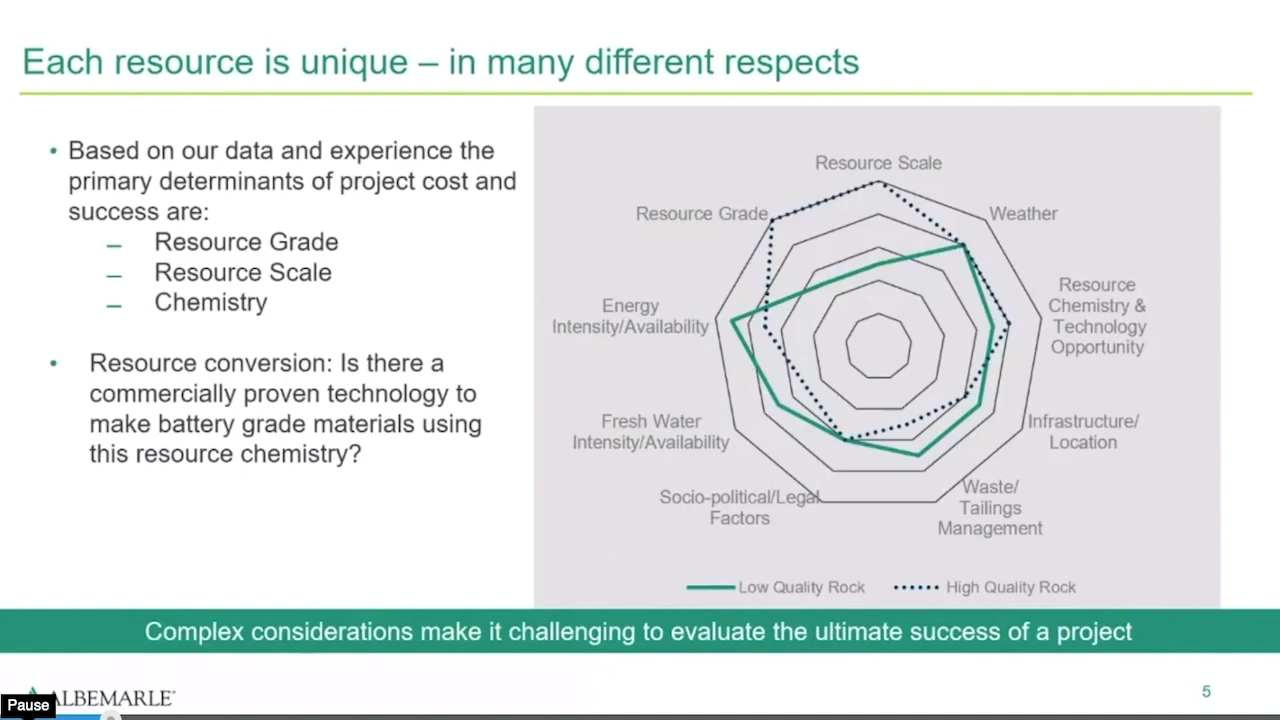 Each resource is unique – in many different respects
• Based on our data and experience the
primary determinants of project cost and
success are:
– Resource Grade
– Resource Scale
– Chemistry
• Resource conversion: Is there a
commercially proven technology to
make battery grade materials using
this resource chemistry?
Resource Scale
Weather
Resource
Chemistry &
Technology
Opportunity
Infrastructure/
Location
Waste/
Tailings
Management
Socio-political/Legal
Factors
Fresh Water
Intensity/Availability
Energy
Intensity/Availability
Resource Grade
Low Quality Rock
High Quality Rock
Complex considerations make it challenging to evaluate the ultimate success of a project
ALBEMARLE
5
Pause